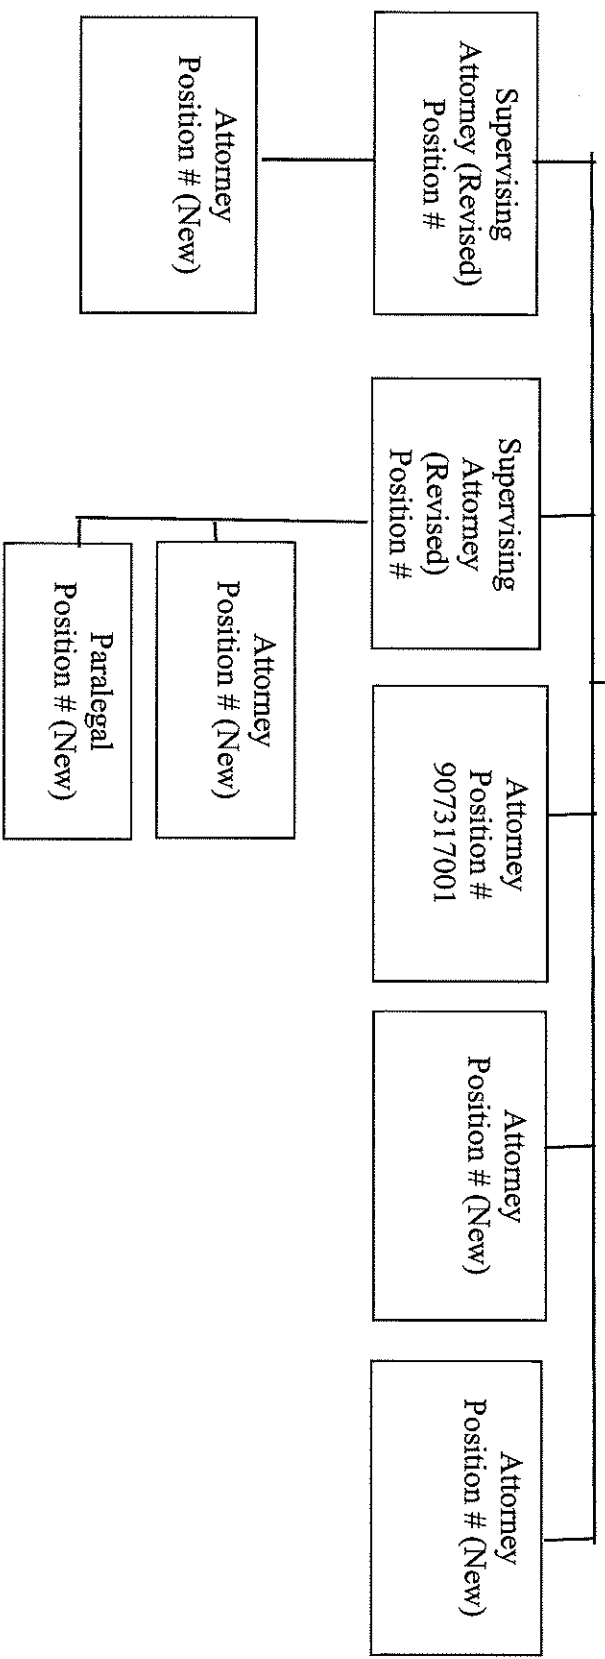 Supervising
Attorney (Revised)
Position #
Supervising
Attorney
(Revised)
Position #
Attorney
Position #
907317001
Attorney
Position # (New)
Attorney
Position # (New)
Attorney
Position # (New)
Attorney
Position # (New)
Paralegal
Position # (New)